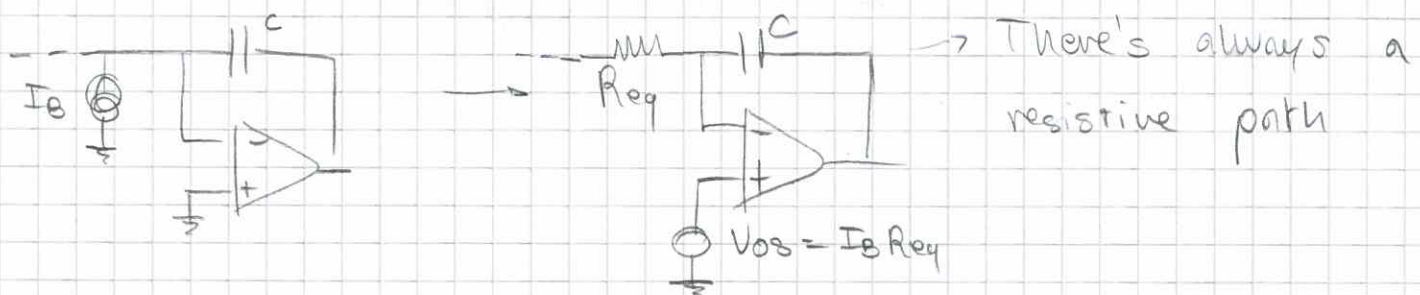 C
IB
-
+
Req
C
-
+
VOS = IB Req
→ There's always a
resistive path